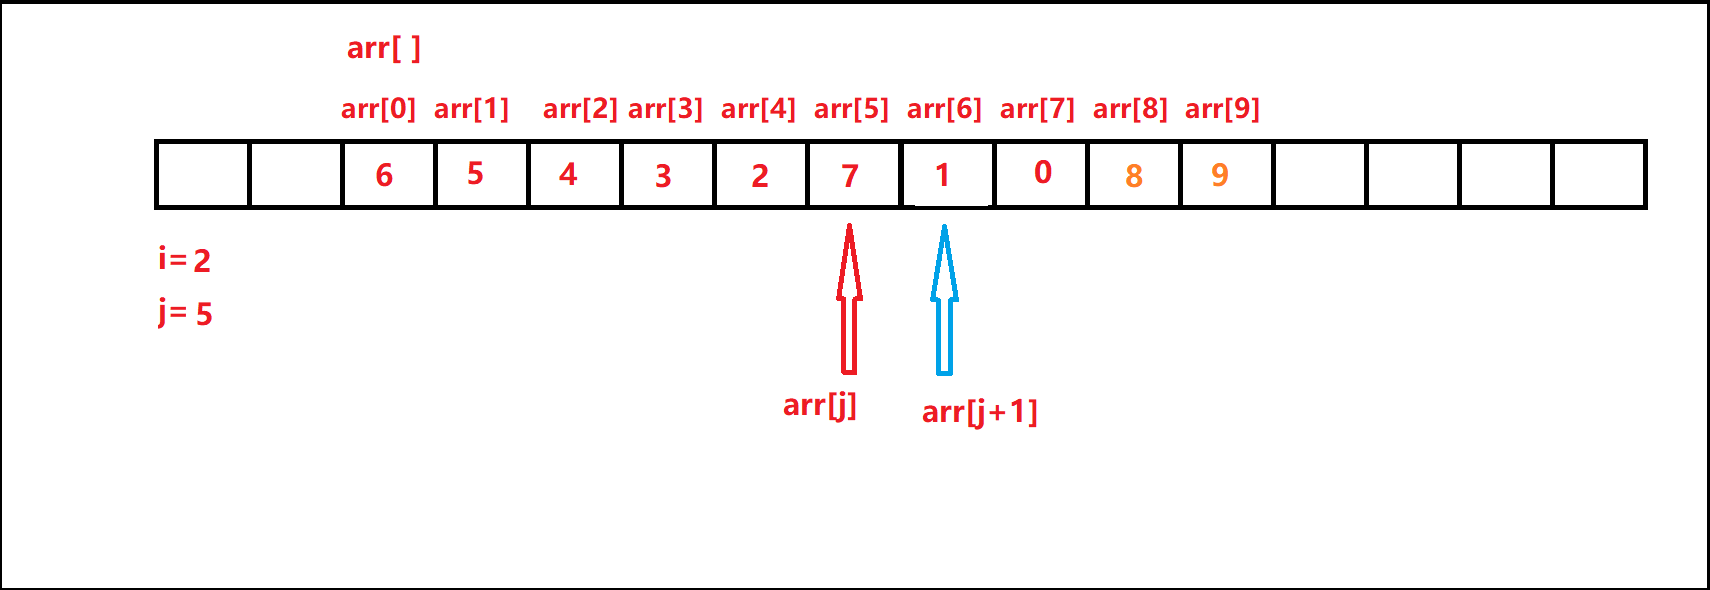 arr[ ]
arr[0] arr[1] arr[2] arr[3] arr[4] arr[5] arr[6] arr[7] arr[8] arr[9]
6 5 4 3 2 7 1 0 8 9
i= 2
j= 5
arr[j] arr[j+1]